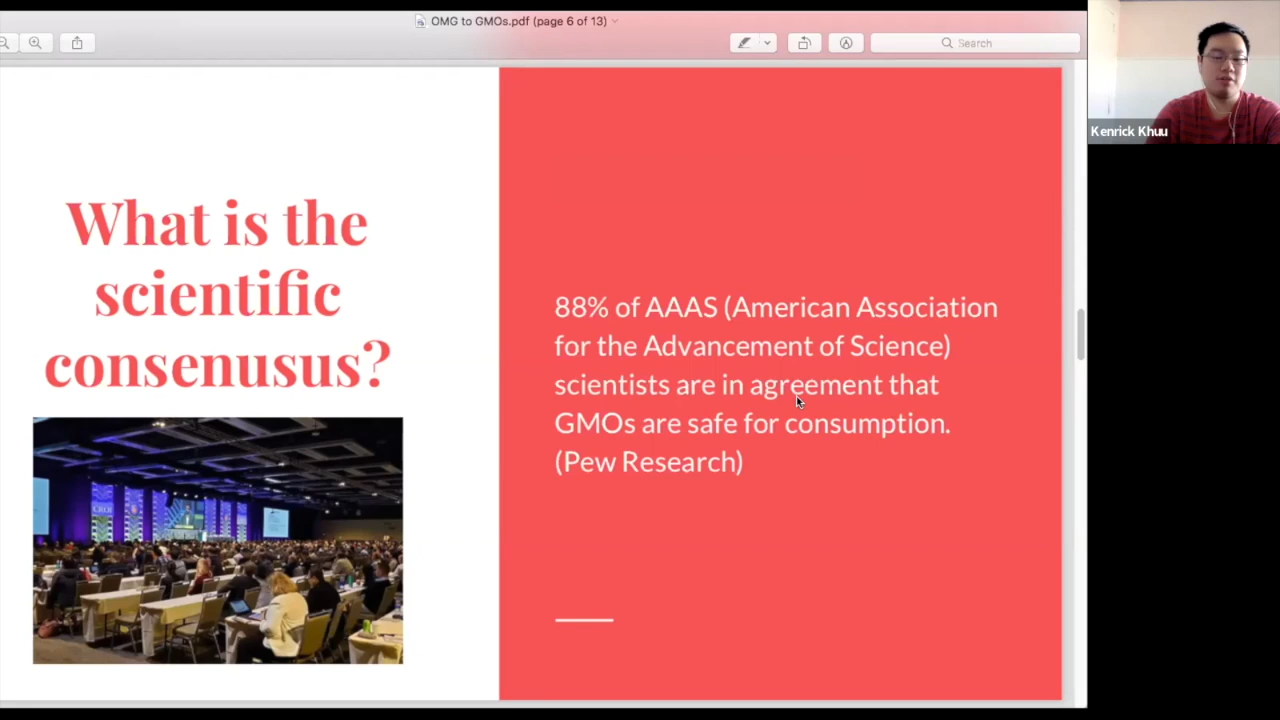 OMG to GMOs.pdf (page 6 of 13)
Search
Kenrick Khuu
What is the
scientific
consenusus?
88% of AAAS (American Association
for the Advancement of Science)
scientists are in agreement that
GMOs are safe for consumption.
(Pew Research)